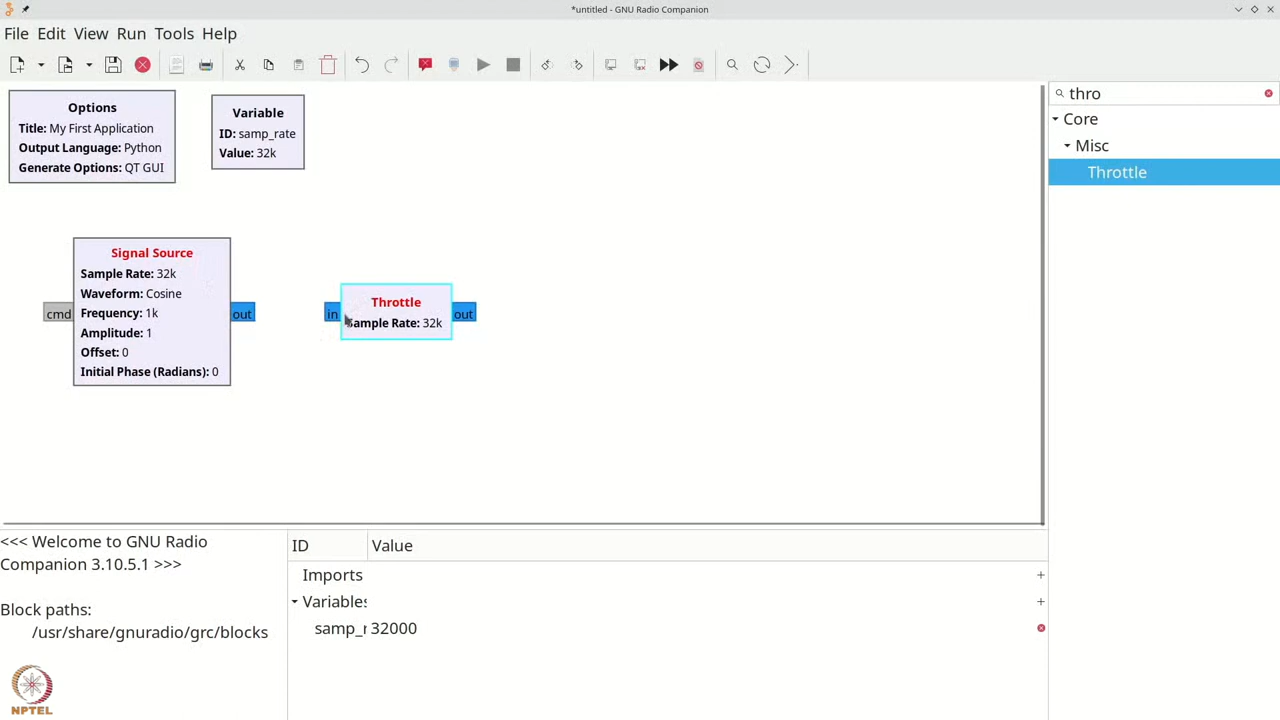 *untitled - GNU Radio Companion
File Edit View Run Tools Help
Options
Title: My First Application
Output Language: Python
Generate Options: QT GUI
Variable
ID: samp_rate
Value: 32k
thro
Core
Misc
Throttle
Signal Source
Sample Rate: 32k
Waveform: Cosine
Frequency: 1k
Amplitude: 1
Offset: 0
Initial Phase (Radians): 0
cmd
out
in
Throttle
Sample Rate: 32k
out
<<< Welcome to GNU Radio
Companion 3.10.5.1 >>>
Block paths:
/usr/share/gnuradio/grc/blocks
ID Value
Imports
Variables
samp_r 32000
NPTEL